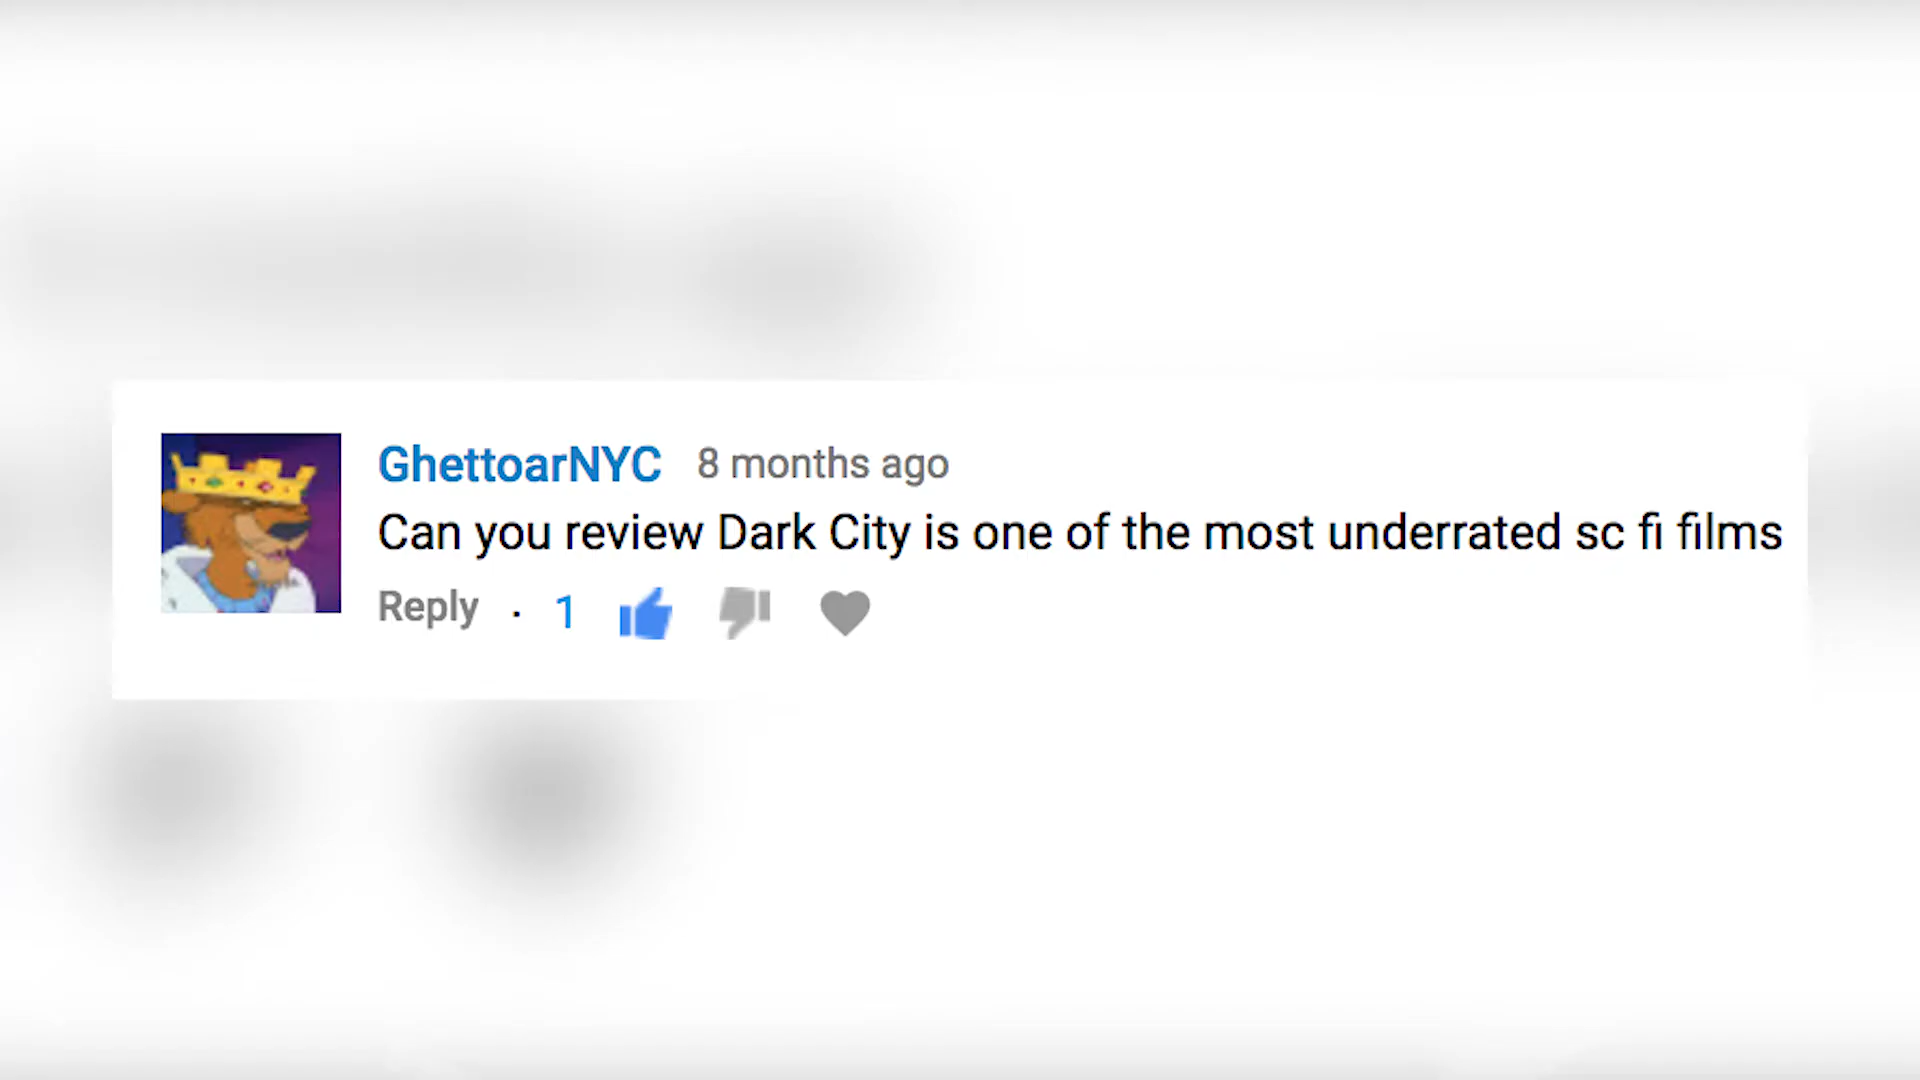 GhettoarNYC 8 months ago
Can you review Dark City is one of the most underrated sc fi films
Reply · 1